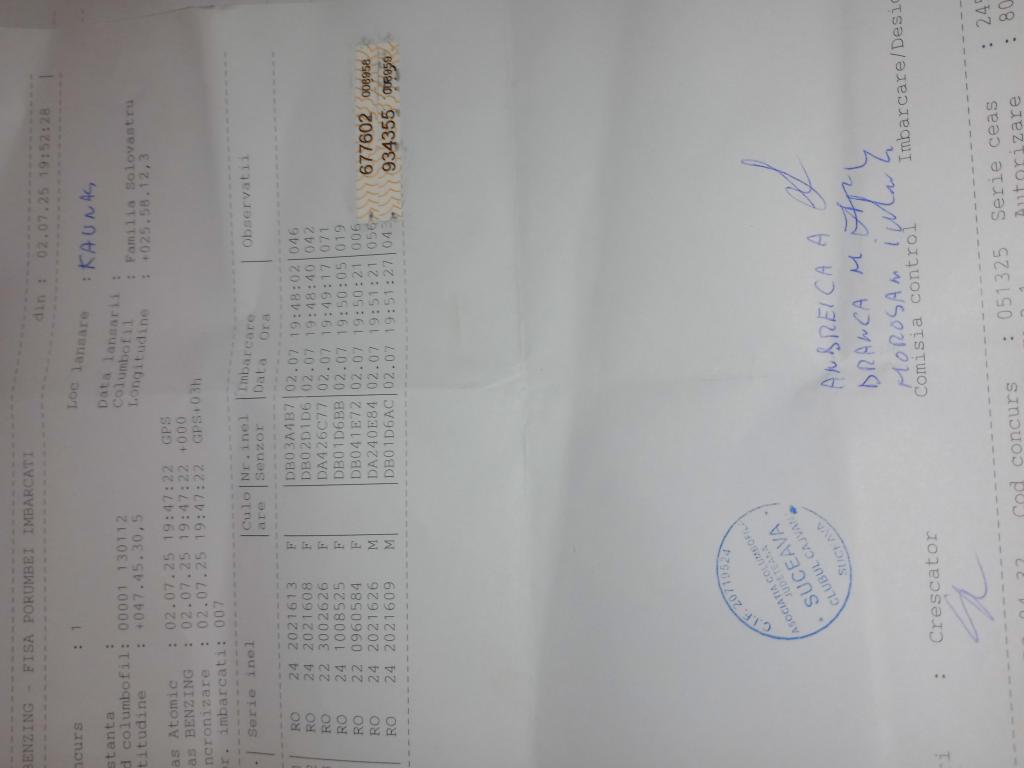 BENZING - FISA PORUMBEI IMBARCATI din : 02.07.25 19:52:28
ncurs : 1 Loc lansare : KAUNAS,
stanta : Data lansarii :
d columbofil: 00001 13012 Columbofil : Familia Solovastru
titudine : +047.45.30,5 Longitudine : +025.58.12,3
as Atomic : 02.07.25 19:47:22 GPS
as BENZING : 02.07.25 19:47:22 +000
ncronizare : 02.07.25 19:47:22 GPS+03h
r. imbarcati: 007
. | Serie inel |Culo|Nr.inel |Imbarcare | Observatii
|are |Senzor |Data Ora |
RO 24 2021613 F |DB03A4B7|02.07 19:48:02|046
RO 24 2021608 F |DB02D1D6|02.07 19:48:40|042
RO 22 3002626 F |DA426C77|02.07 19:49:17|071
RO 24 1008525 F |DB01D6BB|02.07 19:50:05|019
RO 22 0960584 F |DB041E72|02.07 19:50:21|006
RO 24 2021626 M |DA240E84|02.07 19:51:21|056
RO 24 2021609 M |DB01D6AC|02.07 19:51:27|043
677602 008958
934355 006959
C.I.F. 20719524
SUCEAVA
ANDREICA A
DRANCA M
MOROSAN
: Crescator Comisia control Imbarcare/Desic
Cod concurs : 051325 Serie ceas
Autorizare : 80